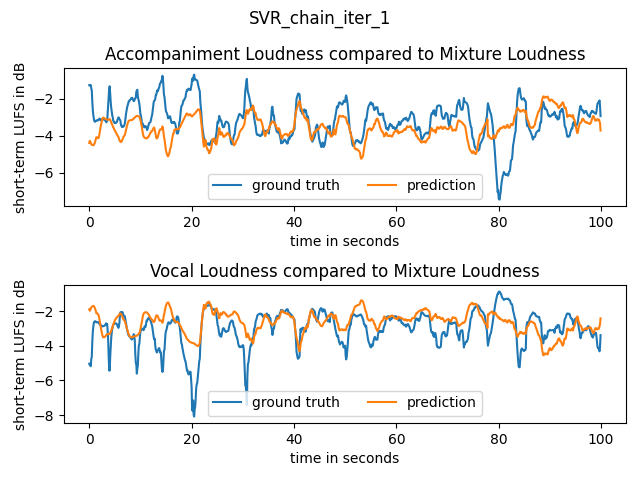 SVR_chain_iter_1
Accompaniment Loudness compared to Mixture Loudness
short-term LUFS in dB
−2
−4
−6
ground truth
prediction
0
20
40
60
80
100
time in seconds
Vocal Loudness compared to Mixture Loudness
short-term LUFS in dB
−2
−4
−6
−8
ground truth
prediction
0
20
40
60
80
100
time in seconds